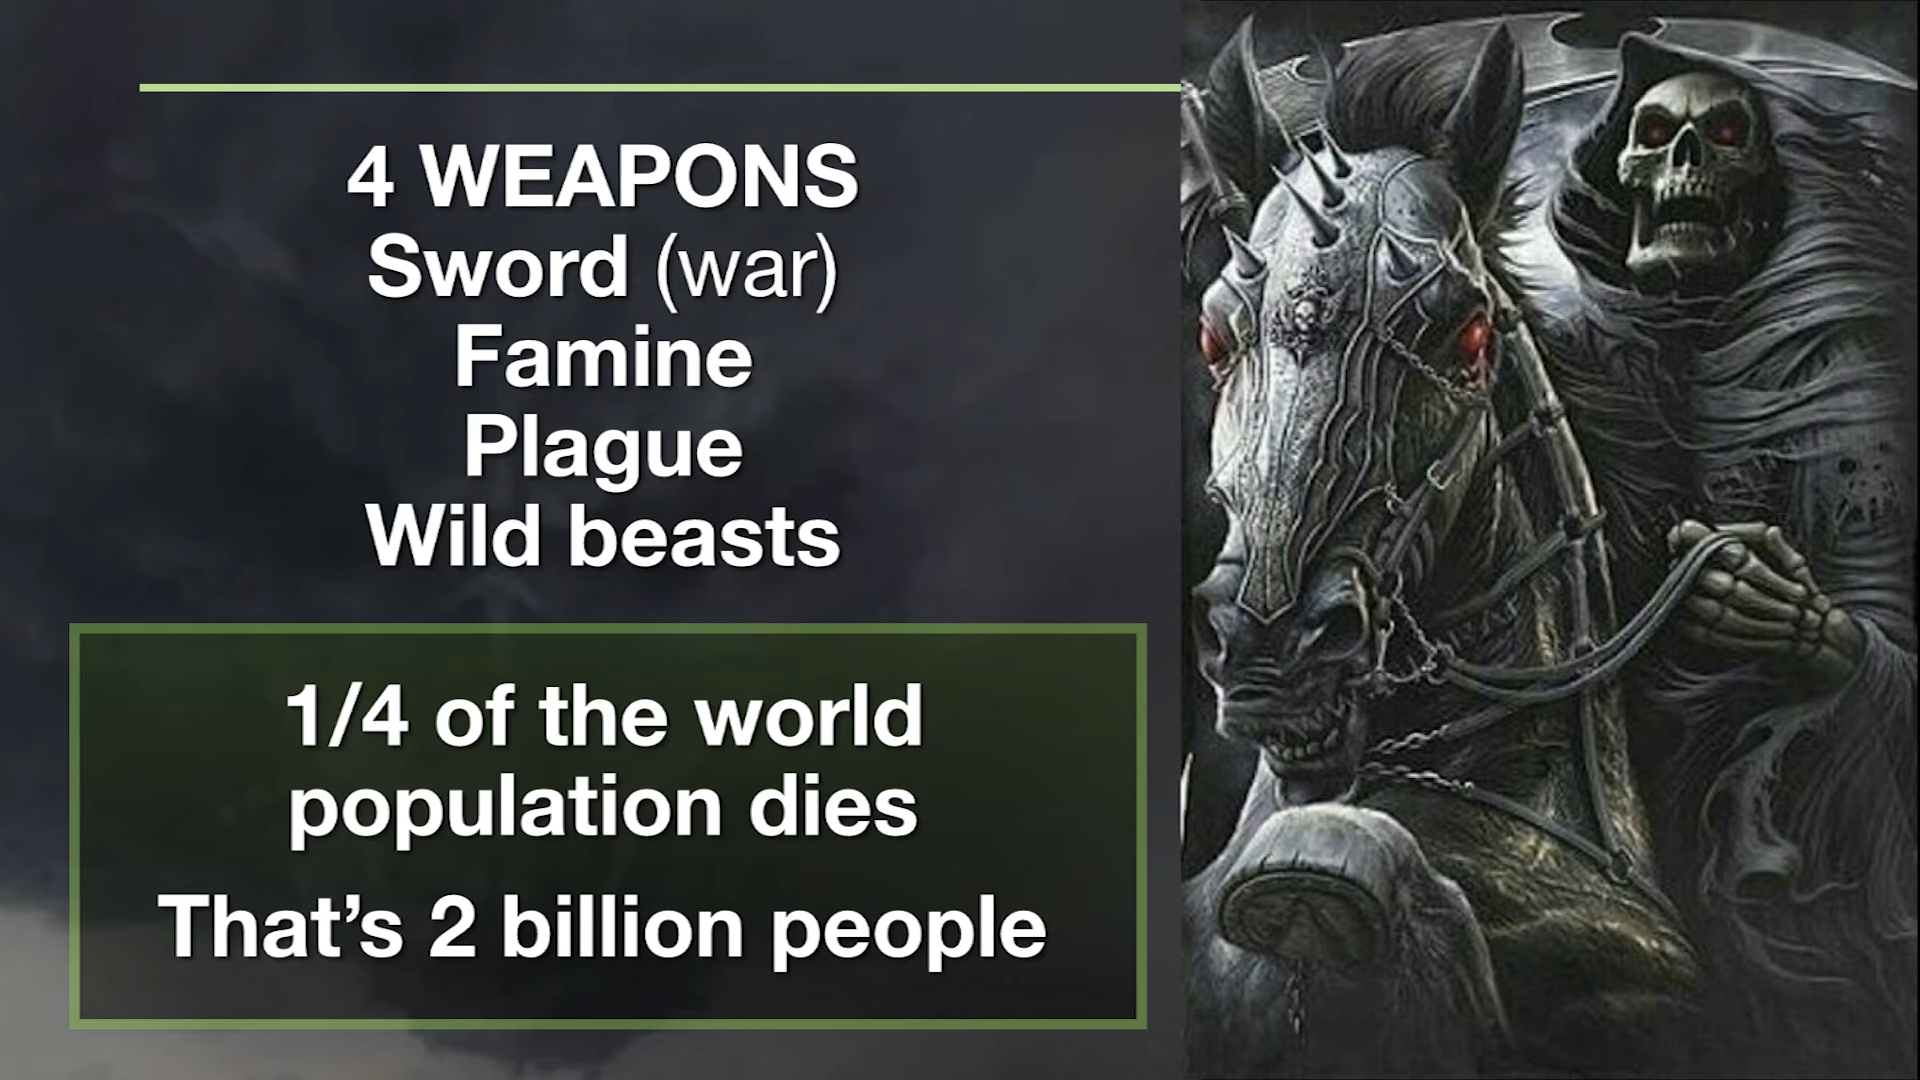 4 WEAPONS
Sword (war)
Famine
Plague
Wild beasts
1/4 of the world
population dies
That’s 2 billion people